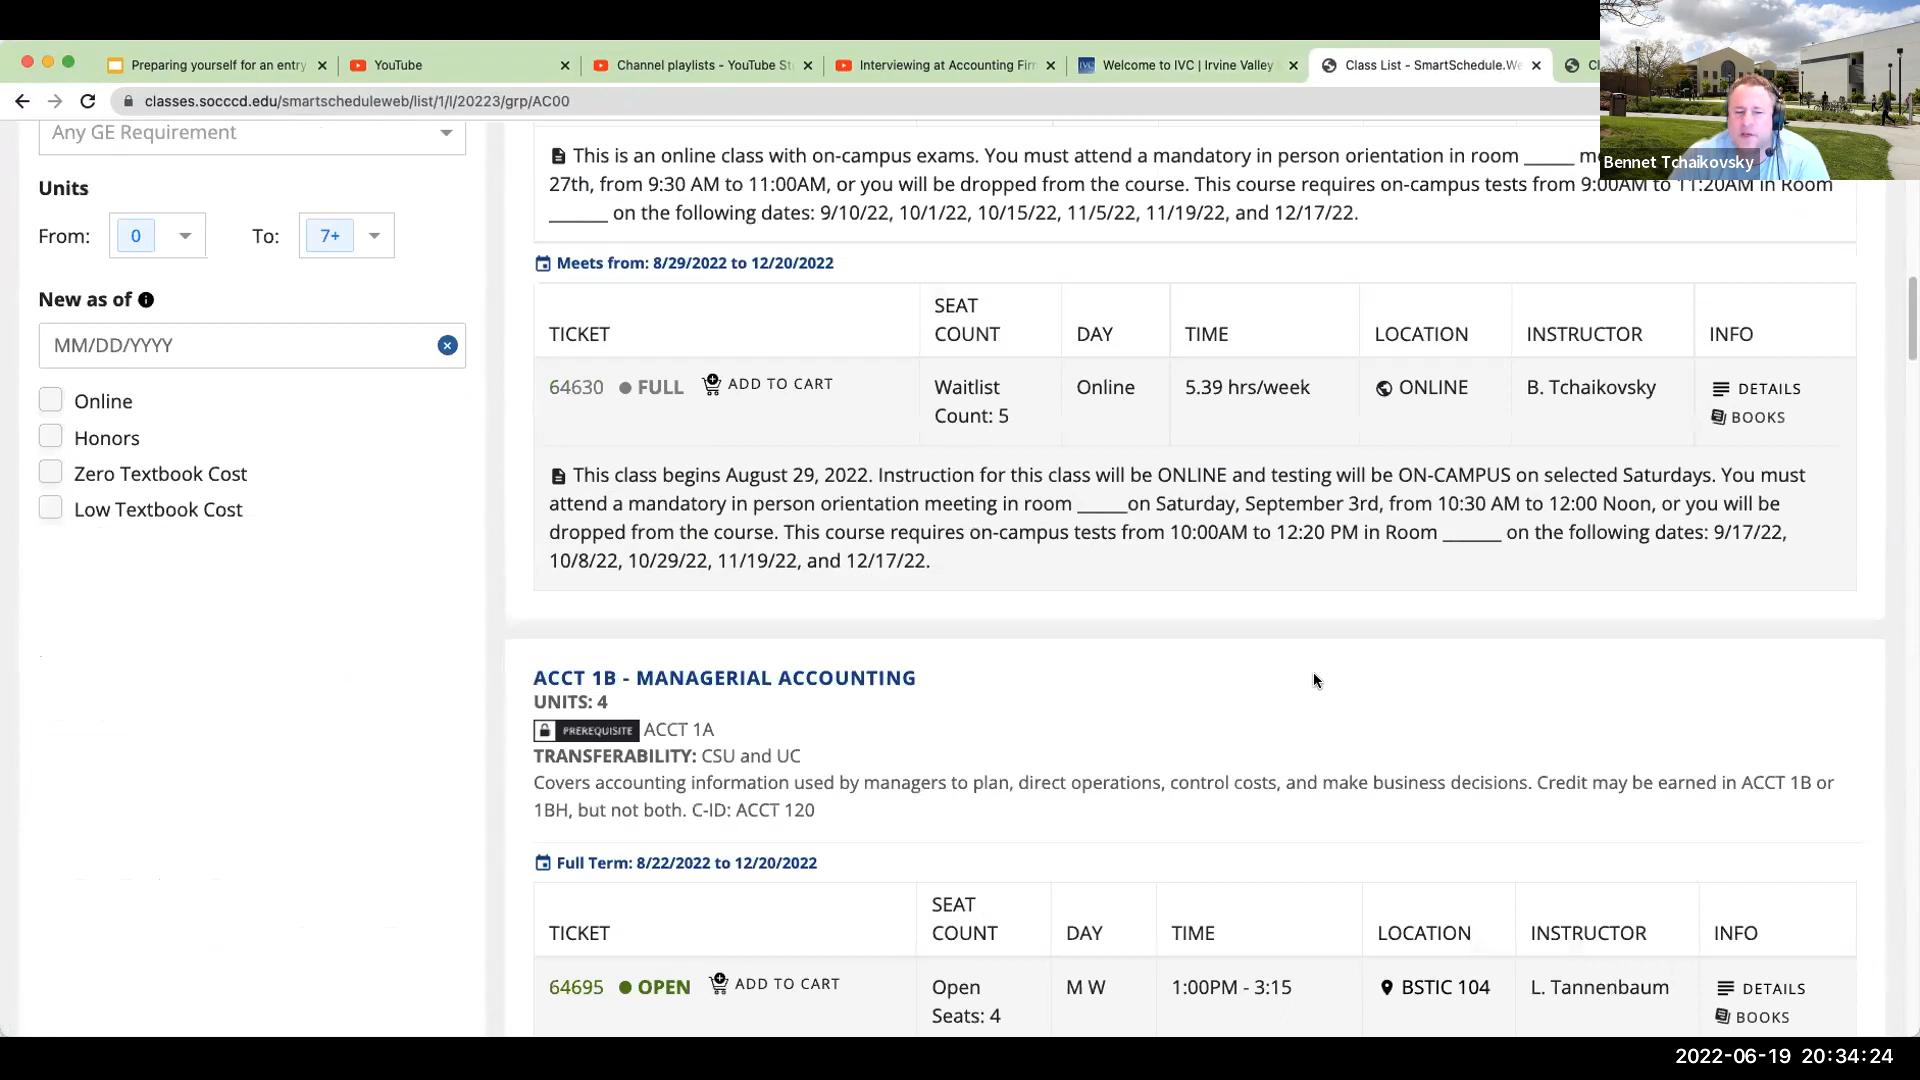 Preparing yourself for an entry
YouTube
Channel playlists - YouTube St
Interviewing at Accounting Fir
IVC Welcome to IVC | Irvine Valley
Class List - SmartSchedule.We
classes.socccd.edu/smartscheduleweb/list/1/I/20223/grp/AC00
Bennet Tchaikovsky
Any GE Requirement
Units
From: 0 To: 7+
New as of
MM/DD/YYYY
Online
Honors
Zero Textbook Cost
Low Textbook Cost
This is an online class with on-campus exams. You must attend a mandatory in person orientation in room ______
27th, from 9:30 AM to 11:00AM, or you will be dropped from the course. This course requires on-campus tests from 9:00AM to 11:20AM in Room
_______ on the following dates: 9/10/22, 10/1/22, 10/15/22, 11/5/22, 11/19/22, and 12/17/22.
Meets from: 8/29/2022 to 12/20/2022
TICKET SEAT COUNT DAY TIME LOCATION INSTRUCTOR INFO
64630 FULL ADD TO CART Waitlist Online 5.39 hrs/week ONLINE B. Tchaikovsky DETAILS
Count: 5 BOOKS
This class begins August 29, 2022. Instruction for this class will be ONLINE and testing will be ON-CAMPUS on selected Saturdays. You must
attend a mandatory in person orientation meeting in room ______on Saturday, September 3rd, from 10:30 AM to 12:00 Noon, or you will be
dropped from the course. This course requires on-campus tests from 10:00AM to 12:20 PM in Room _______ on the following dates: 9/17/22,
10/8/22, 10/29/22, 11/19/22, and 12/17/22.
ACCT 1B - MANAGERIAL ACCOUNTING
UNITS: 4
PREREQUISITE ACCT 1A
TRANSFERABILITY: CSU and UC
Covers accounting information used by managers to plan, direct operations, control costs, and make business decisions. Credit may be earned in ACCT 1B or
1BH, but not both. C-ID: ACCT 120
Full Term: 8/22/2022 to 12/20/2022
TICKET SEAT COUNT DAY TIME LOCATION INSTRUCTOR INFO
64695 OPEN ADD TO CART Open M W 1:00PM - 3:15 BSTIC 104 L. Tannenbaum DETAILS
Seats: 4 BOOKS
2022-06-19 20:34:24